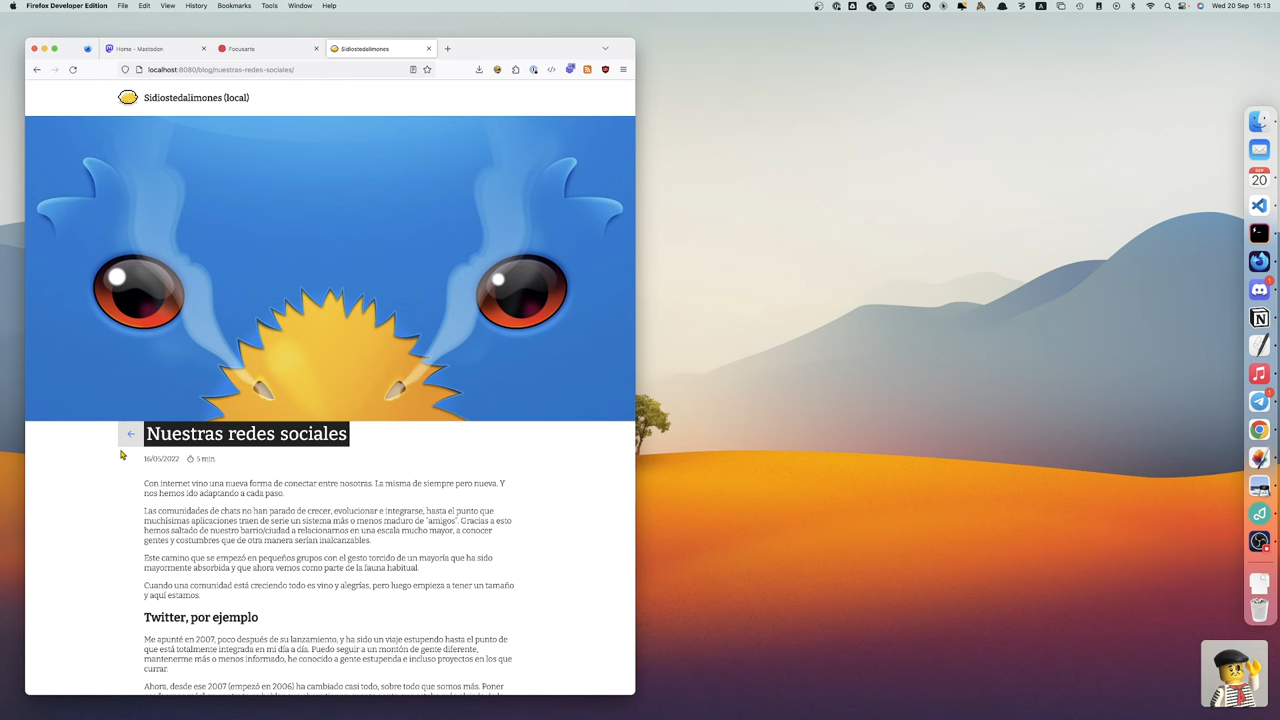 Firefox Developer Edition File Edit View History Bookmarks Tools Window Help
A Wed 20 Sep 16:13
Home - Mastodon
Focusarte
Sidiostedalimones
localhost:8080/blog/nuestras-redes-sociales/
Sidiostedalimones (local)
Nuestras redes sociales
16/05/2022 5 min.
Con internet vino una nueva forma de conectar entre nosotras. La misma de siempre pero nueva. Y
nos hemos ido adaptando a cada paso.
Las comunidades de chats no han parado de crecer, evolucionar e integrarse, hasta el punto que
muchísimas aplicaciones traen de serie un sistema más o menos maduro de "amigos". Gracias a esto
hemos saltado de nuestro barrio/ciudad a relacionarnos en una escala mucho mayor, a conocer
gentes y costumbres que de otra manera serían inalcanzables.
Este camino que se empezó en pequeños grupos con el gesto torcido de un mayoría que ha sido
mayormente absorbida y que ahora vemos como parte de la fauna habitual.
Cuando una comunidad está creciendo todo es vino y alegrías, pero luego empieza a tener un tamaño
y aquí estamos.
Twitter, por ejemplo
Me apunté en 2007, poco después de su lanzamiento, y ha sido un viaje estupendo hasta el punto de
que está totalmente integrada en mi día a día. Puedo seguir a un montón de gente diferente,
mantenerme más o menos informado, he conocido a gente estupenda e incluso proyectos en los que
currar.
Ahora, desde ese 2007 (empezó en 2006) ha cambiado casi todo, sobre todo que somos más. Poner
SEP
20
1
1